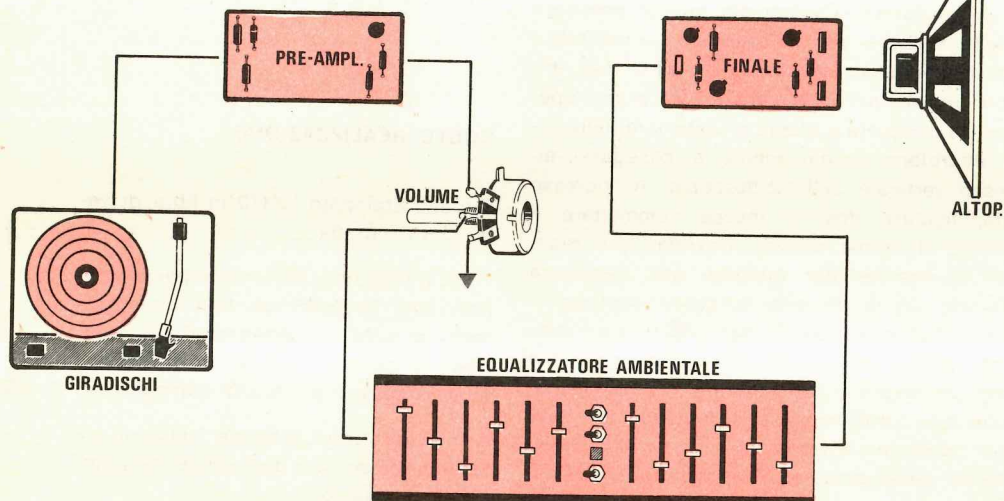 PRE-AMPL.
FINALE
VOLUME
ALTOP.
GIRADISCHI
EQUALIZZATORE AMBIENTALE